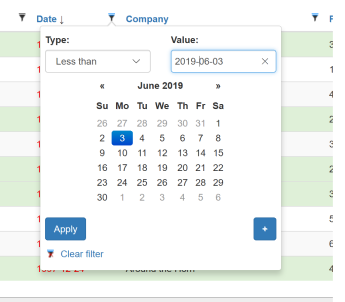 Date ↓ Company
Type: Value:
Less than 2019-06-03
« June 2019 »
Su Mo Tu We Th Fr Sa
26 27 28 29 30 31 1
2 3 4 5 6 7 8
9 10 11 12 13 14 15
16 17 18 19 20 21 22
23 24 25 26 27 28 29
30 1 2 3 4 5 6
Apply +
Clear filter